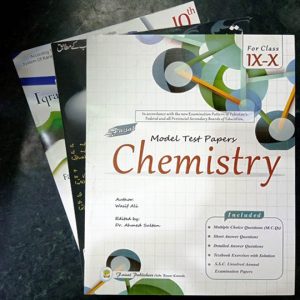 10th
Iqra
For Class
IX-X
In accordance with the new Examination Pattern of Pakistan's
Federal and all Provincial Secondary Boards of Education.
Model Test Papers
Chemistry
Author:
Wasif Ali
Edited by:
Dr. Ahmed Sultan
Included
Multiple Choice Questions (M.C.Qs)
Short Answer Questions
Detailed Answer Questions
Textbook Exercises with Solution
S.S.C. Unsolved Annual
Examination Papers